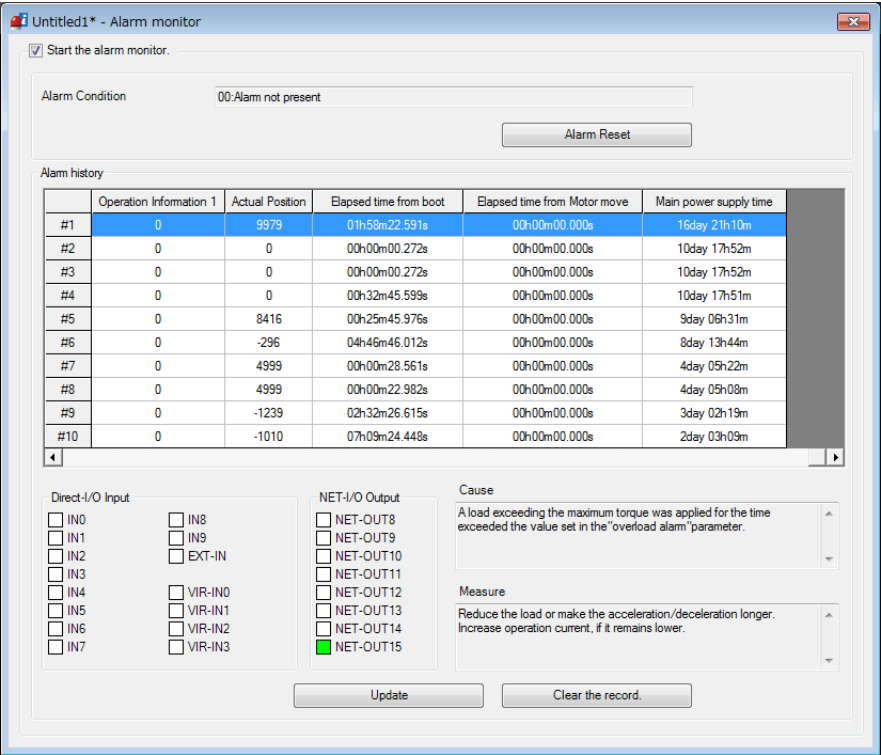 Untitled1* - Alarm monitor
Start the alarm monitor.
Alarm Condition 00:Alarm not present
Alarm Reset
Alarm history
Operation Information 1 Actual Position Elapsed time from boot Elapsed time from Motor move Main power supply time
#1 0 9979 01h58m22.591s 00h00m00.000s 16day 21h10m
#2 0 0 00h00m00.272s 00h00m00.000s 10day 17h52m
#3 0 0 00h00m00.272s 00h00m00.000s 10day 17h52m
#4 0 0 00h32m45.599s 00h00m00.000s 10day 17h51m
#5 0 8416 00h25m45.976s 00h00m00.000s 9day 06h31m
#6 0 -296 04h46m46.012s 00h00m00.000s 8day 13h44m
#7 0 4999 00h00m28.561s 00h00m00.000s 4day 05h22m
#8 0 4999 00h00m22.982s 00h00m00.000s 4day 05h08m
#9 0 -1239 02h32m26.615s 00h00m00.000s 3day 02h19m
#10 0 -1010 07h09m24.448s 00h00m00.000s 2day 03h09m
Direct-I/O Input
IN0 IN8
IN1 IN9
IN2 EXT-IN
IN3
IN4 VIR-IN0
IN5 VIR-IN1
IN6 VIR-IN2
IN7 VIR-IN3
NET-I/O Output
NET-OUT8
NET-OUT9
NET-OUT10
NET-OUT11
NET-OUT12
NET-OUT13
NET-OUT14
NET-OUT15
Cause
A load exceeding the maximum torque was applied for the time
exceeded the value set in the"overload alarm"parameter.
Measure
Reduce the load or make the acceleration/deceleration longer.
Increase operation current, if it remains lower.
Update
Clear the record.